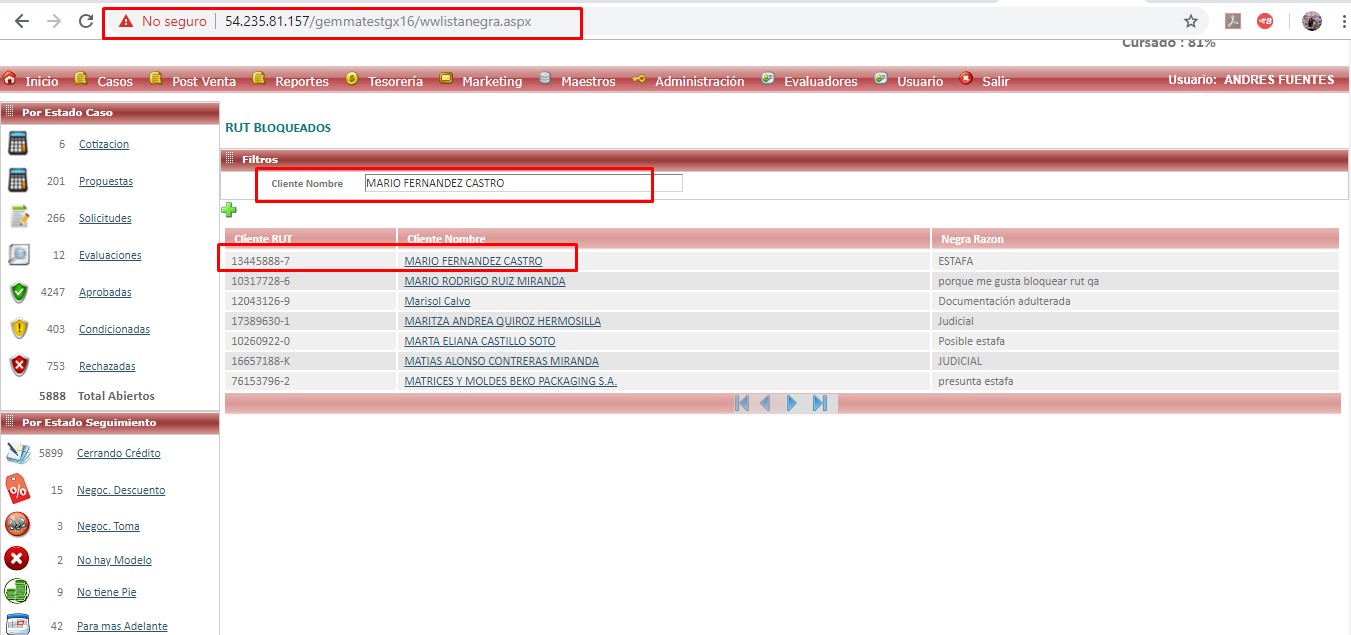 No seguro | 54.235.81.157/gemmatestgx16/wwlistanegra.aspx
Cursado : 81%
Inicio Casos Post Venta Reportes Tesorería Marketing Maestros Administración Evaluadores Usuario Salir Usuario: ANDRES FUENTES
Por Estado Caso
6 Cotizacion
201 Propuestas
266 Solicitudes
12 Evaluaciones
4247 Aprobadas
403 Condicionadas
753 Rechazadas
5888 Total Abiertos
Por Estado Seguimiento
5899 Cerrando Crédito
15 Negoc. Descuento
3 Negoc. Toma
2 No hay Modelo
9 No tiene Pie
42 Para mas Adelante
RUT BLOQUEADOS
Filtros
Cliente Nombre MARIO FERNANDEZ CASTRO
Cliente RUT Cliente Nombre Negra Razon
13445888-7 MARIO FERNANDEZ CASTRO ESTAFA
10317728-6 MARIO RODRIGO RUIZ MIRANDA porque me gusta bloquear rut qa
12043126-9 Marisol Calvo Documentación adulterada
17389630-1 MARITZA ANDREA QUIROZ HERMOSILLA Judicial
10260922-0 MARTA ELIANA CASTILLO SOTO Posible estafa
16657188-K MATIAS ALONSO CONTRERAS MIRANDA JUDICIAL
76153796-2 MATRICES Y MOLDES BEKO PACKAGING S.A. presunta estafa